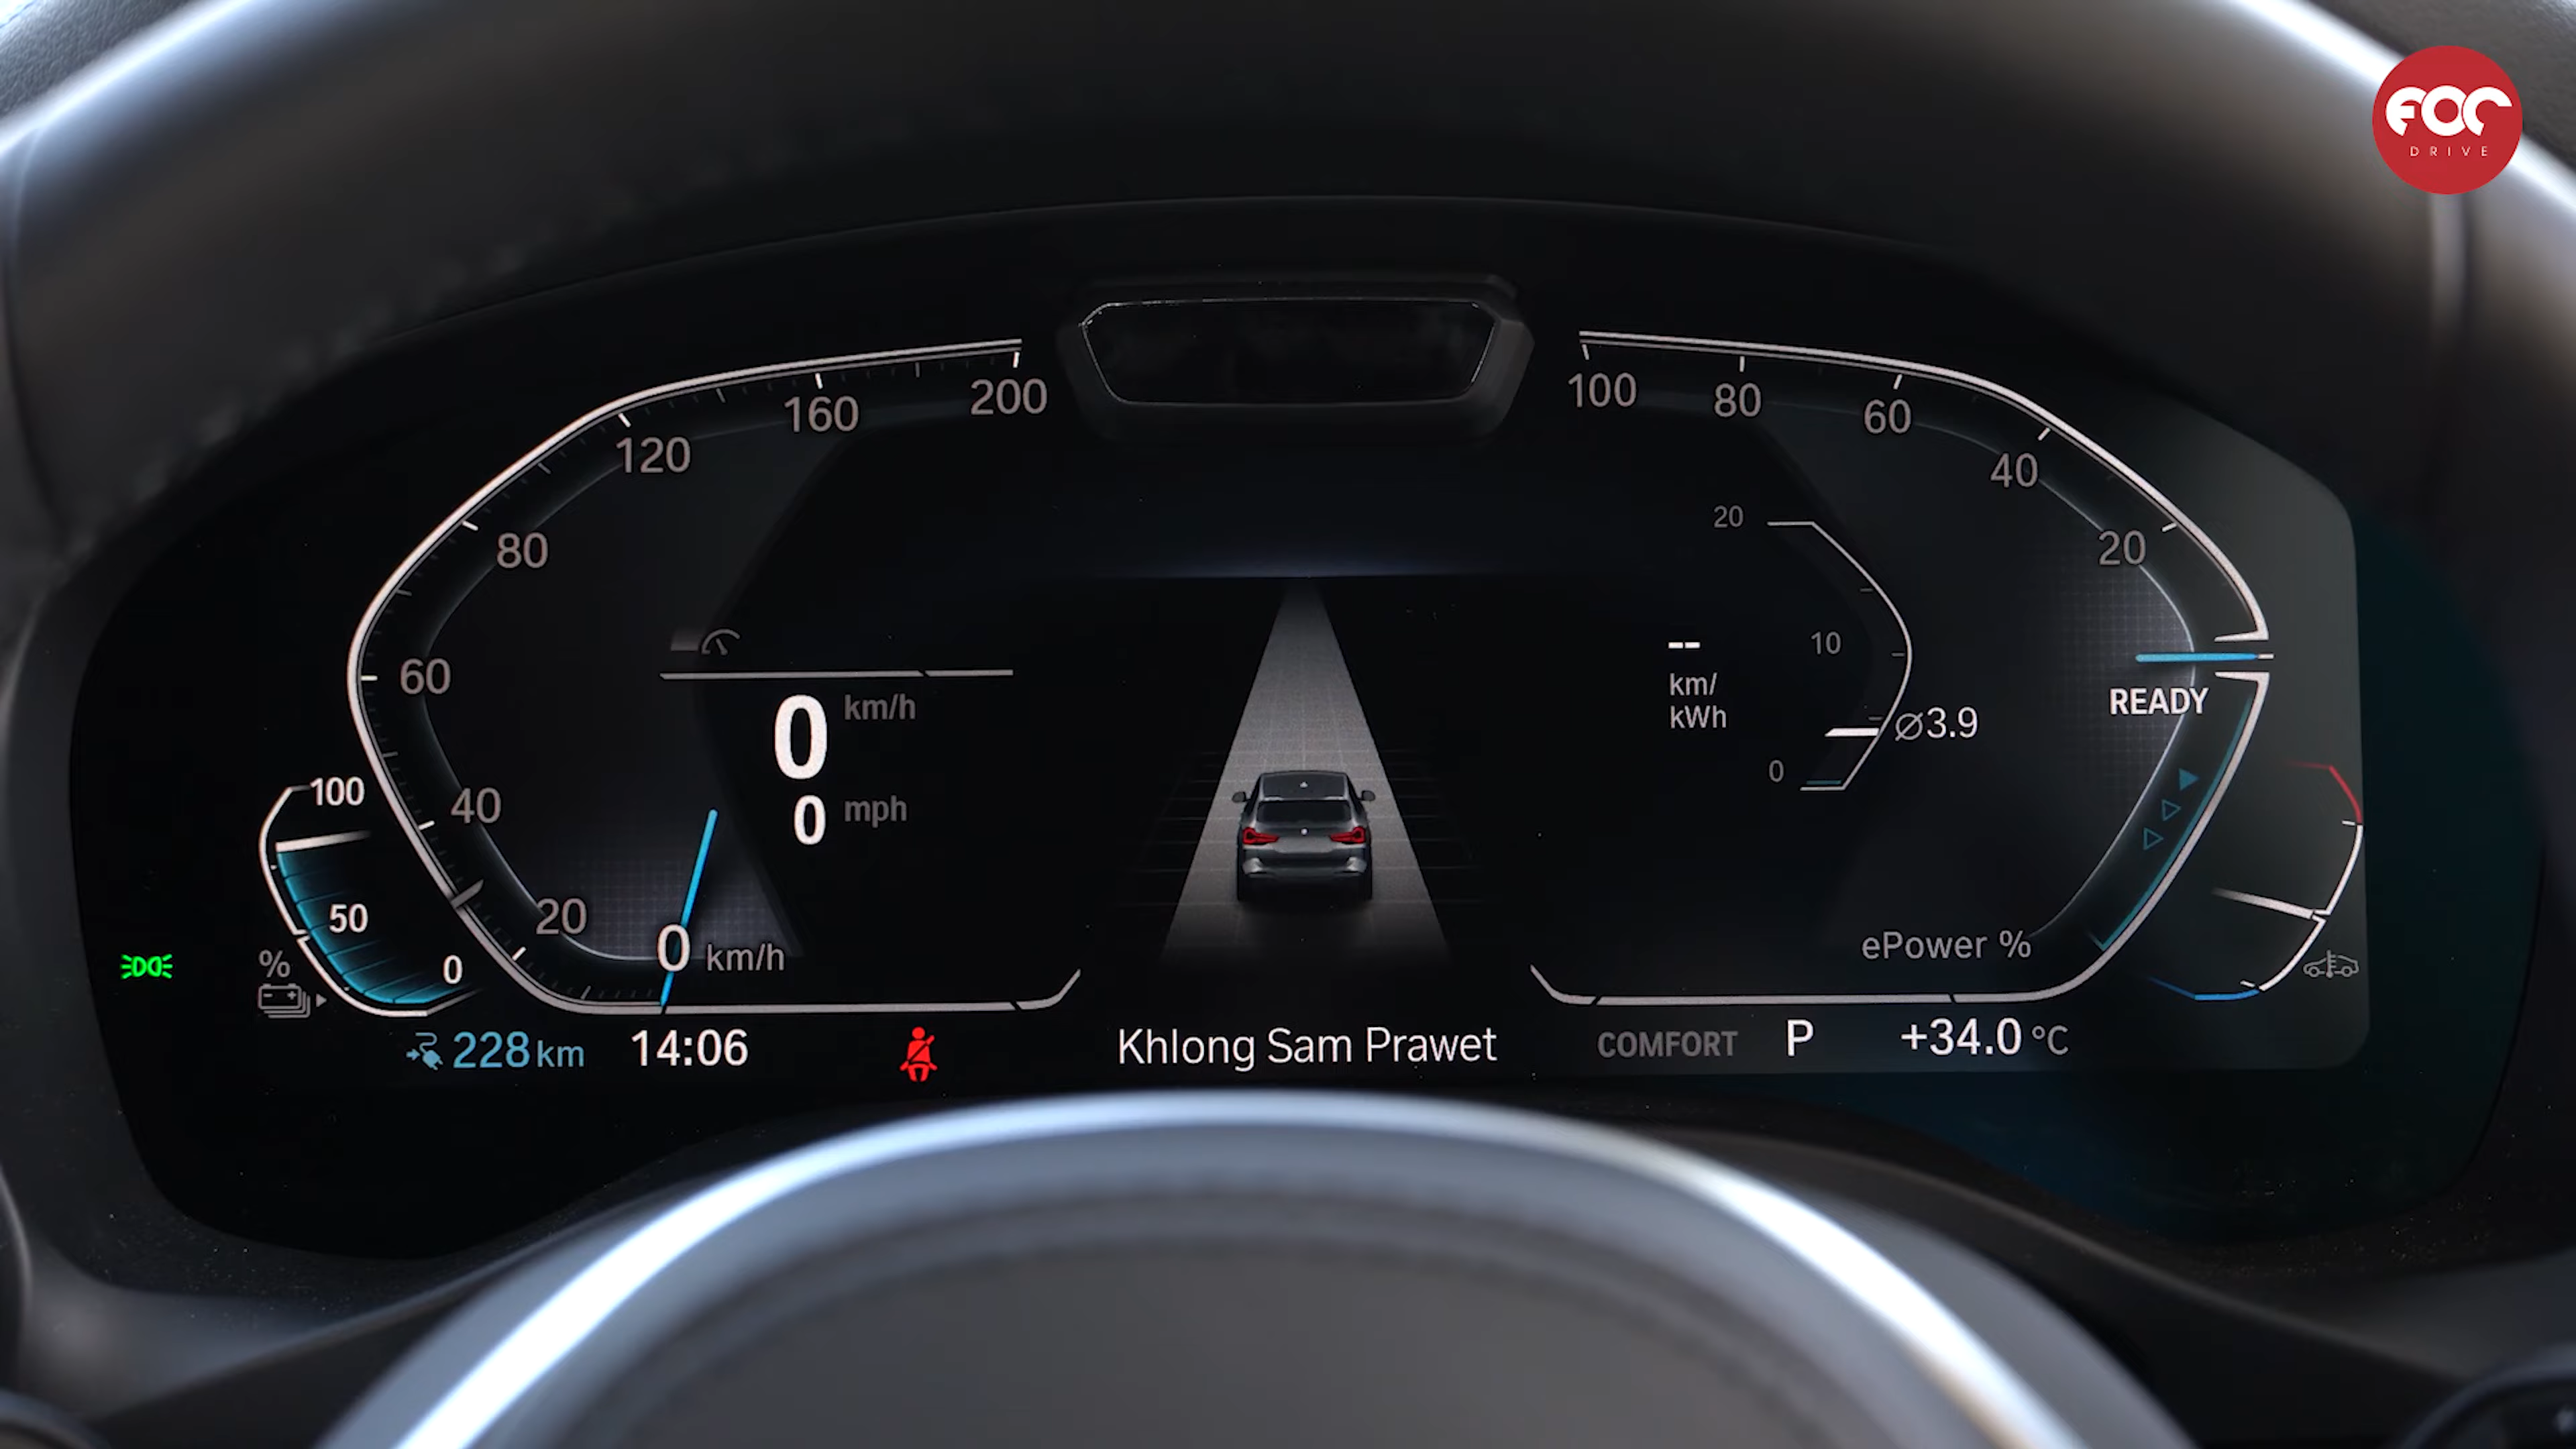 FOC
DRIVE
200
160
120
80
60
40
20
0 km/h
0 km/h
0 mph
100
50
0
%
228 km
14:06
Khlong Sam Prawet
100
80
60
40
20
READY
20
10
0
--
km/
kWh
⌀3.9
ePower %
COMFORT
P
+34.0 °C